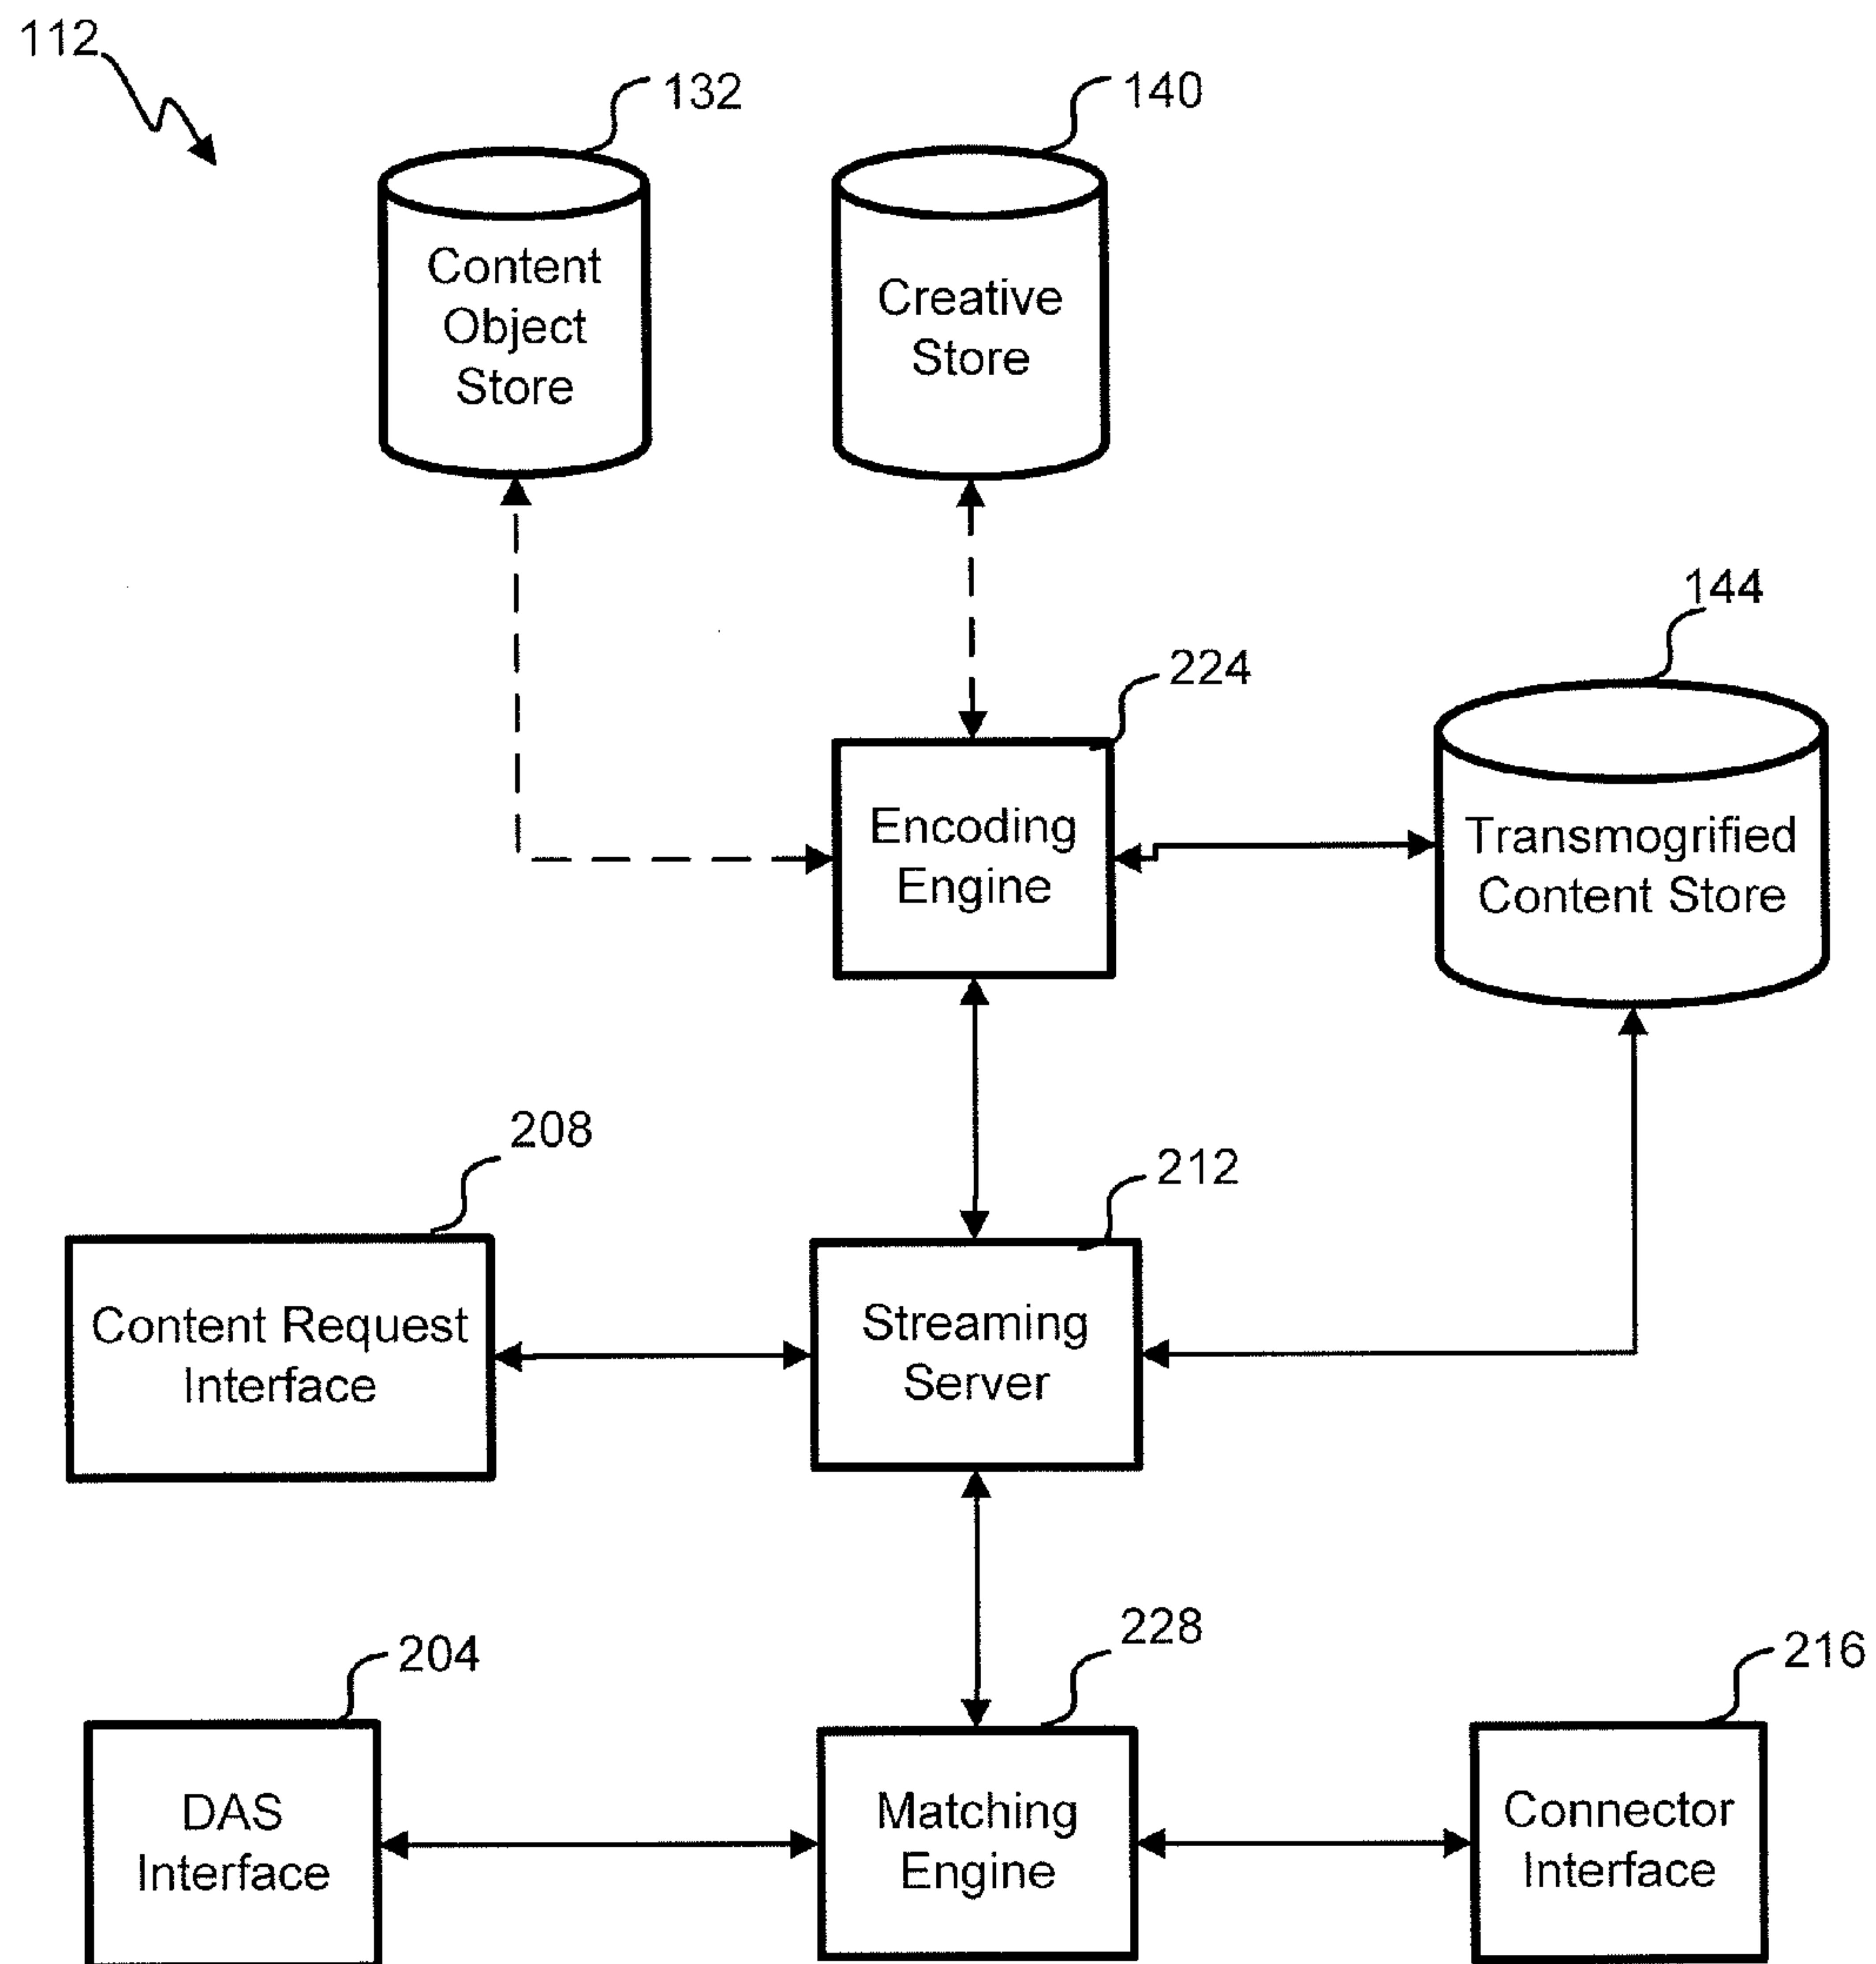 112
132
140
Content
Object
Store
Creative
Store
144
224
Encoding
Engine
Transmogrified
Content Store
208
212
Content Request
Interface
Streaming
Server
204
228
216
DAS
Interface
Matching
Engine
Connector
Interface